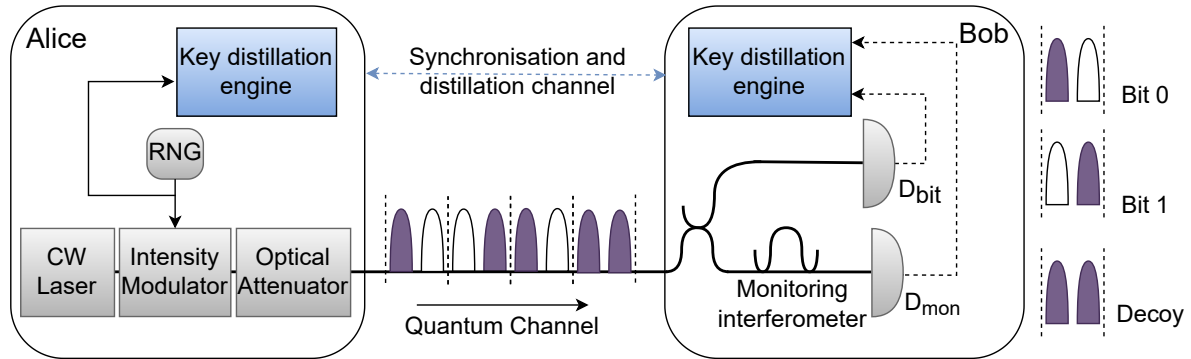 Alice
Key distillation
engine
RNG
CW
Laser
Intensity
Modulator
Optical
Attenuator
Synchronisation and
distillation channel
Quantum Channel
Bob
Key distillation
engine
Dbit
Monitoring
interferometer
Dmon
Bit 0
Bit 1
Decoy